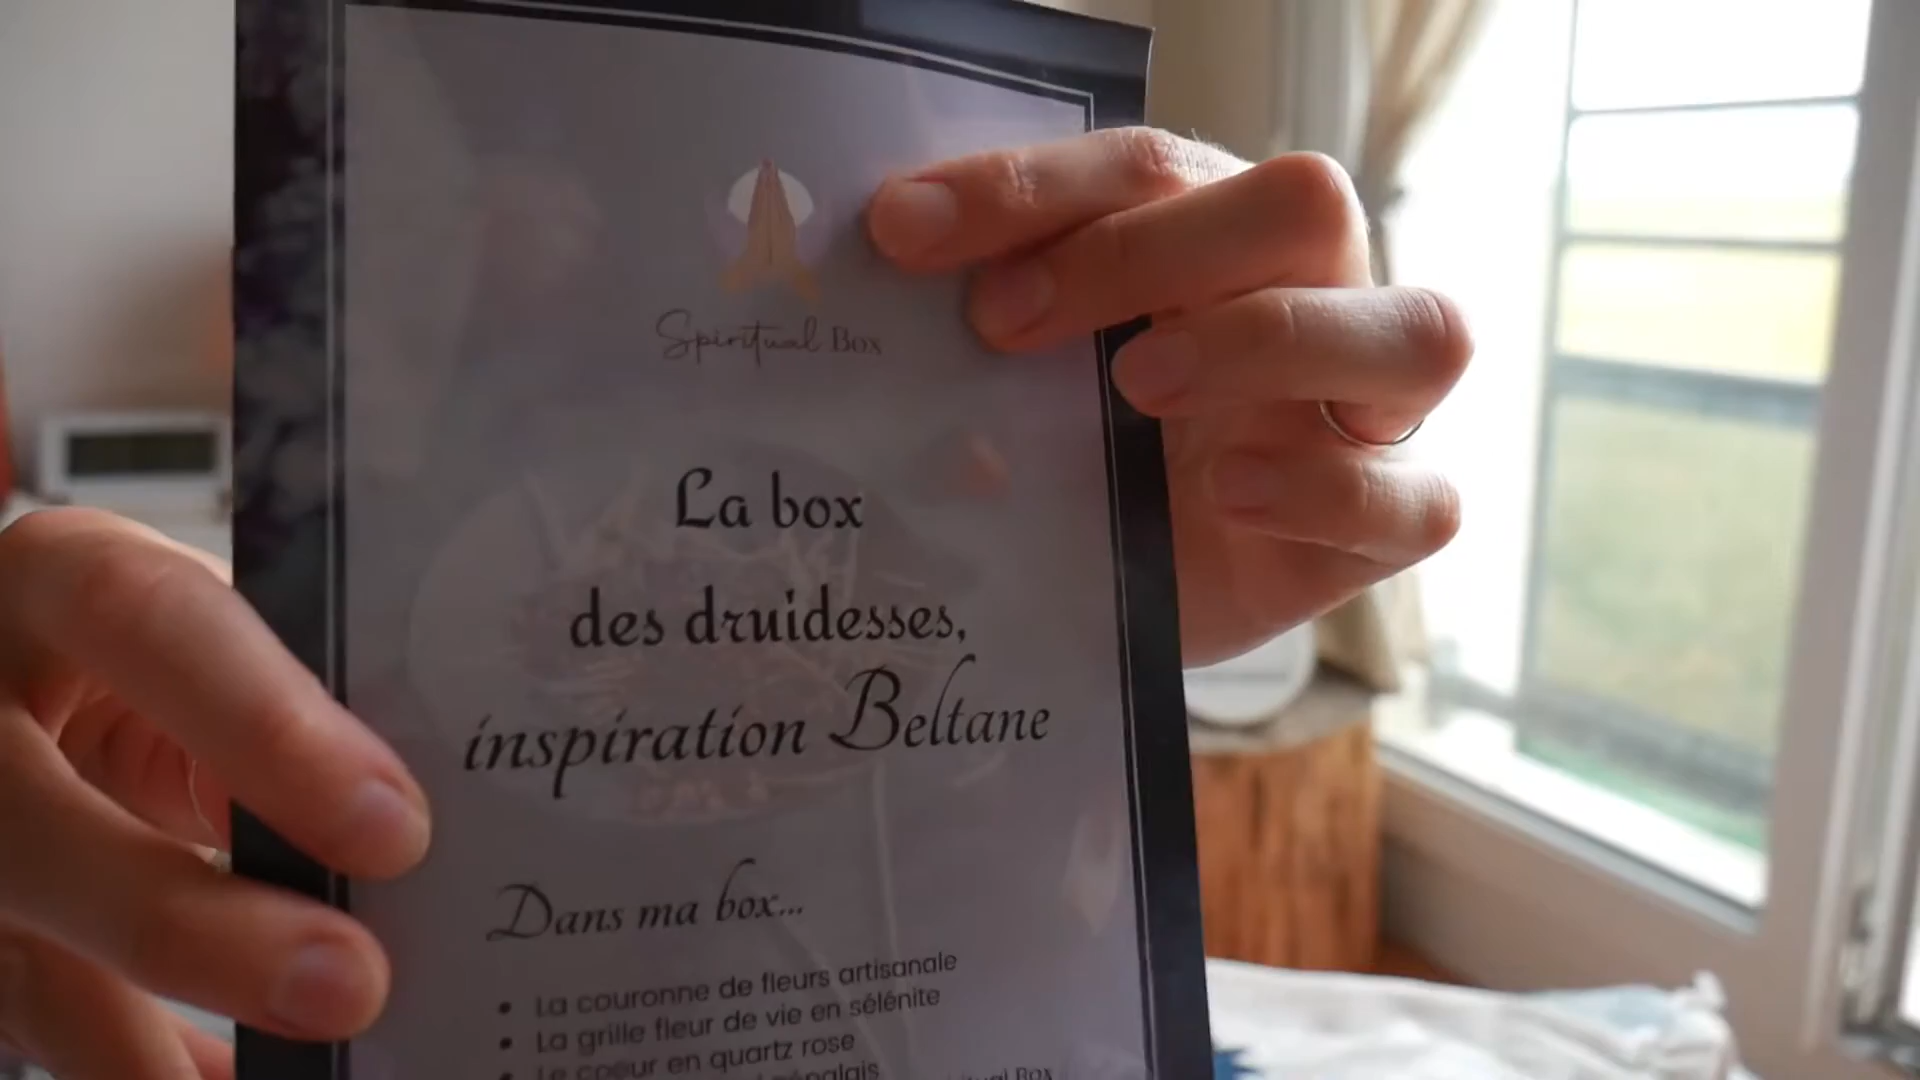 Spiritual Box
La box
des druidesses,
inspiration Beltane
Dans ma box...
• La couronne de fleurs artisanale
• La grille fleur de vie en sélénite
• Le coeur en quartz rose
Box